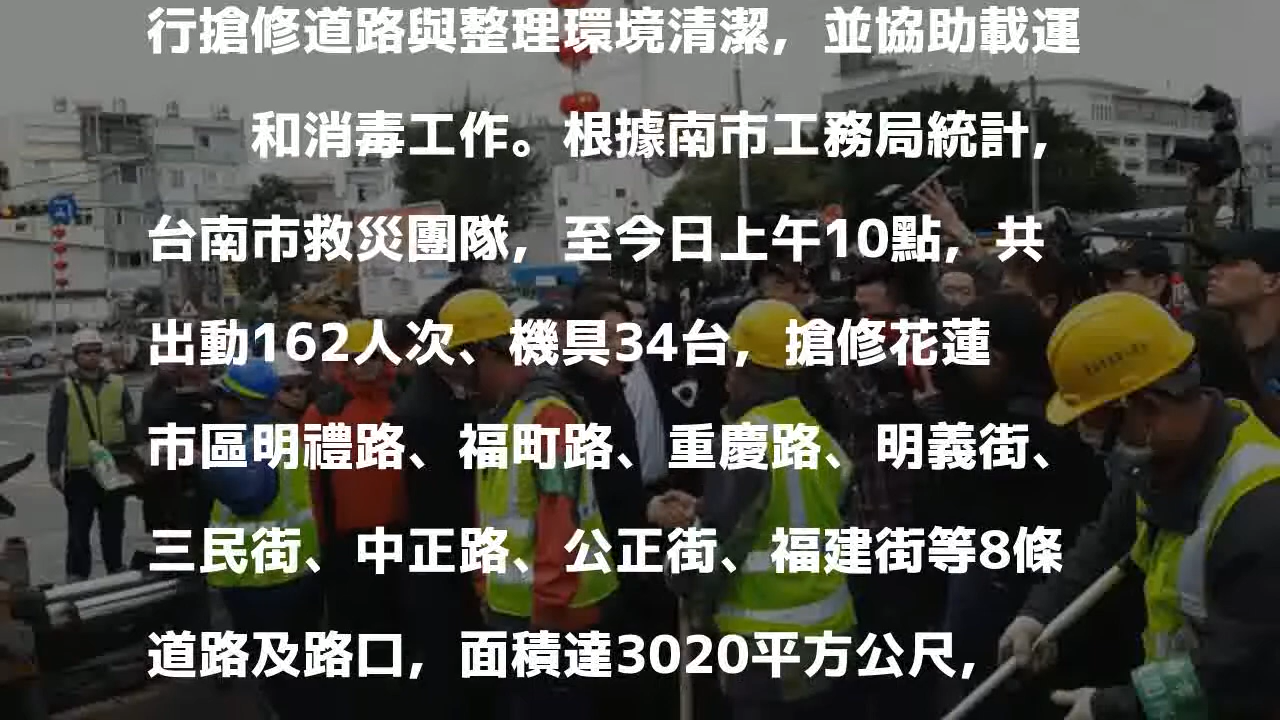 行搶修道路與整理環境清潔，並協助載運
和消毒工作。根據南市工務局統計，
台南市救災團隊，至今日上午10點，共
出動162人次、機具34台，搶修花蓮
市區明禮路、福町路、重慶路、明義街、
三民街、中正路、公正街、福建街等8條
道路及路口，面積達3020平方公尺，